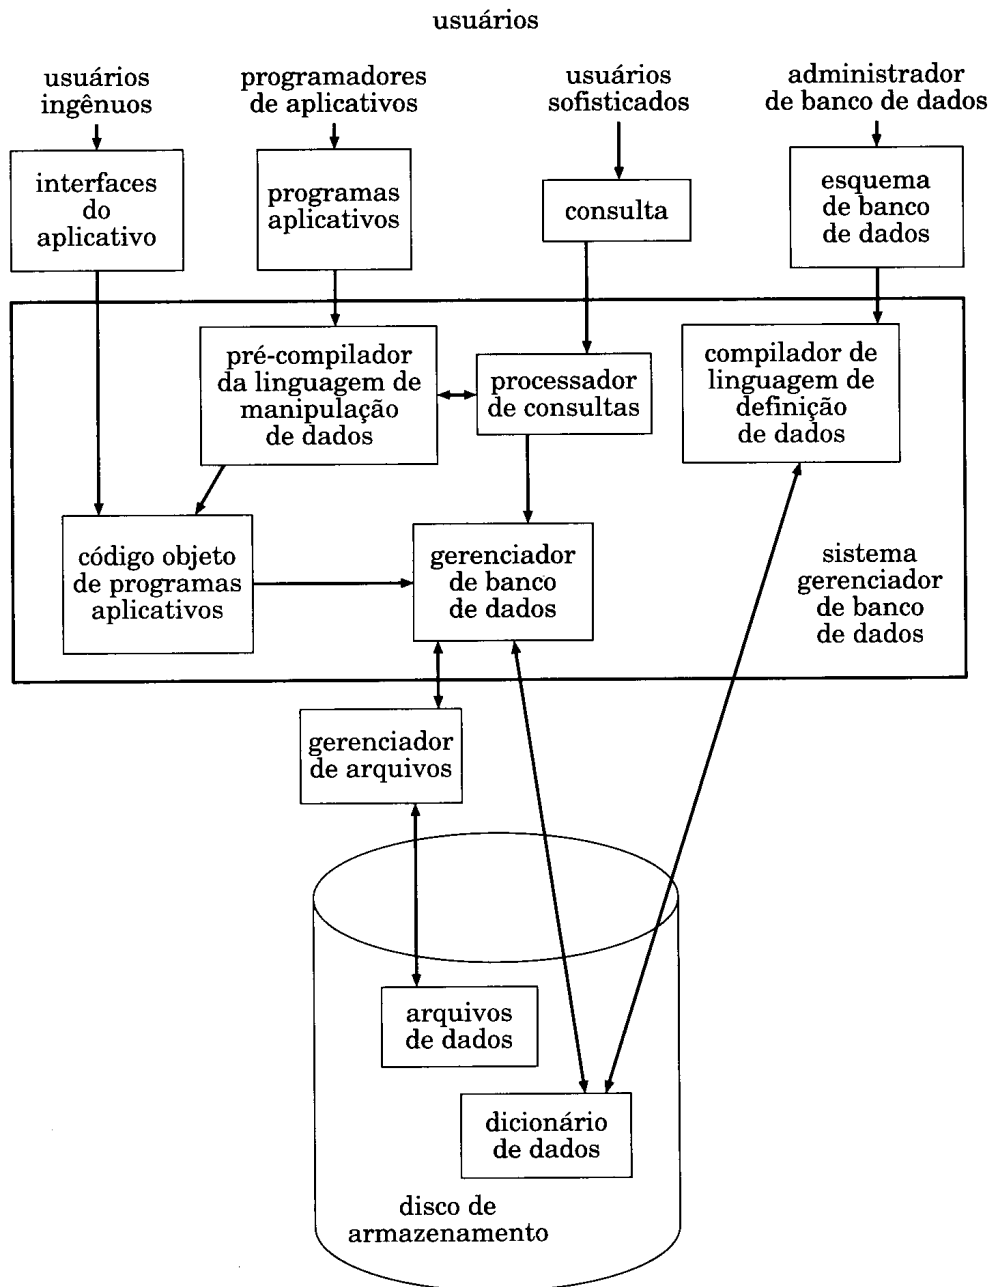 usuários
usuários
ingênuos
programadores
de aplicativos
usuários
sofisticados
administrador
de banco de dados
interfaces
do
aplicativo
programas
aplicativos
consulta
esquema
de banco
de dados
pré-compilador
da linguagem de
manipulação
de dados
processador
de consultas
compilador de
linguagem de
definição
de dados
código objeto
de programas
aplicativos
gerenciador
de banco
de dados
sistema
gerenciador
de banco
de dados
gerenciador
de arquivos
arquivos
de dados
dicionário
de dados
disco de
armazenamento